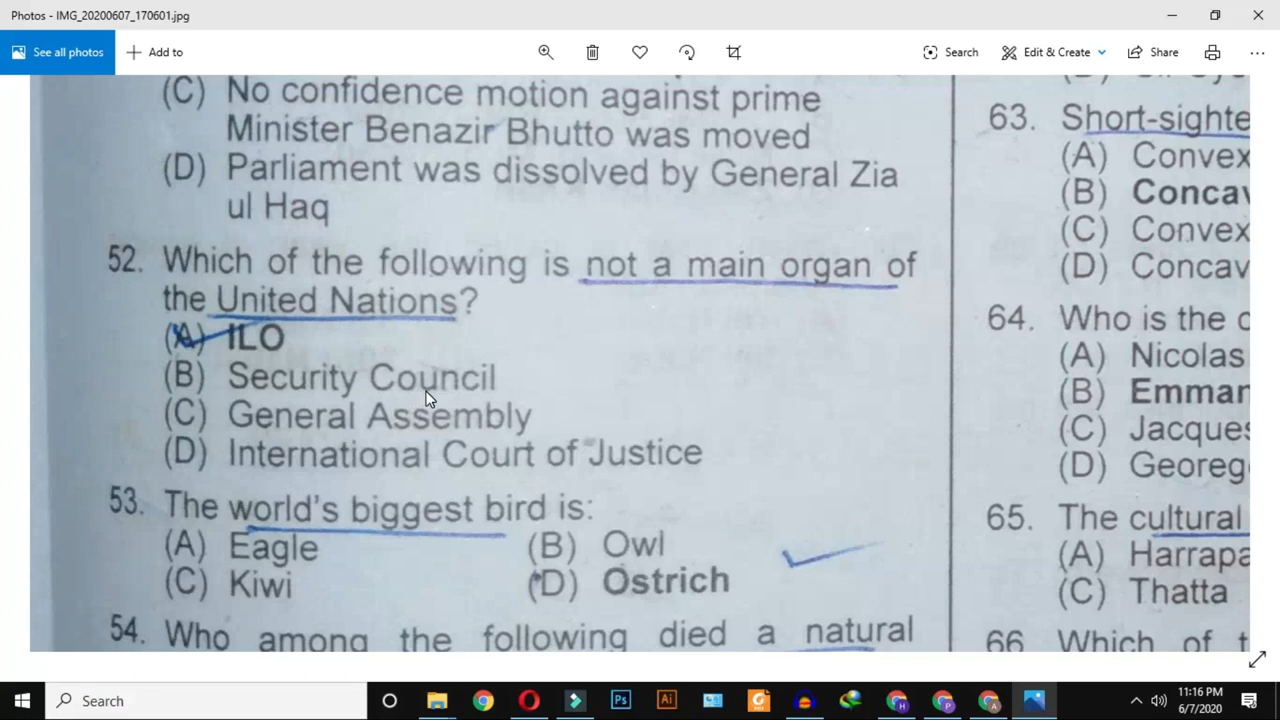 Photos - IMG_20200607_170601.jpg
See all photos
Add to
Search
Edit & Create
Share
(C) No confidence motion against prime
Minister Benazir Bhutto was moved
(D) Parliament was dissolved by General Zia
ul Haq
52. Which of the following is not a main organ of
the United Nations?
(A) ILO
(B) Security Council
(C) General Assembly
(D) International Court of Justice
53. The world's biggest bird is:
(A) Eagle (B) Owl
(C) Kiwi (D) Ostrich
54. Who among the following died a natural
63. Short-sighte
(A) Convex
(B) Concav
(C) Convex
(D) Concav
64. Who is the c
(A) Nicolas
(B) Emman
(C) Jacques
(D) Georeg
65. The cultural
(A) Harrapa
(C) Thatta
66. Which of t
Search
11:16 PM
6/7/2020